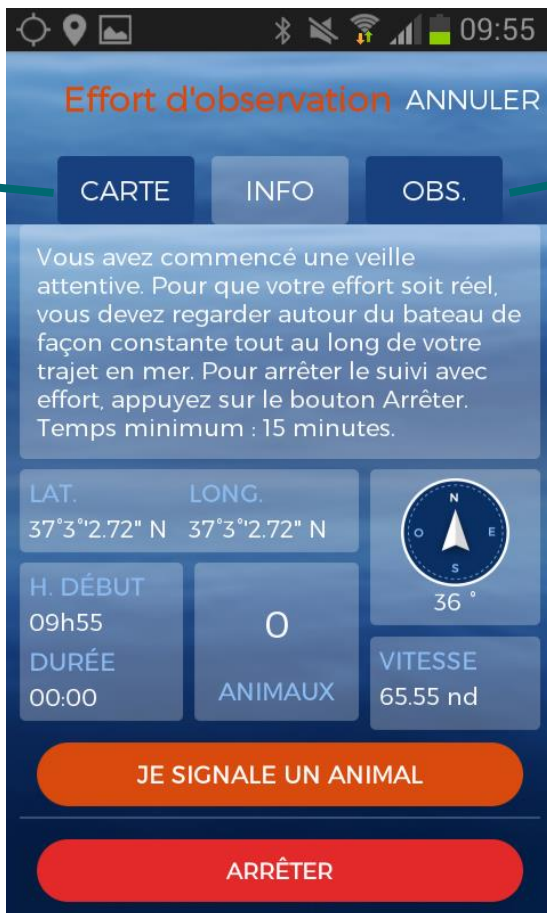 09:55
Effort d'observation ANNULER
CARTE INFO OBS.
Vous avez commencé une veille
attentive. Pour que votre effort soit réel,
vous devez regarder autour du bateau de
façon constante tout au long de votre
trajet en mer. Pour arrêter le suivi avec
effort, appuyez sur le bouton Arrêter.
Temps minimum : 15 minutes.
LAT. LONG.
37°3°'2.72" N 37°3°'2.72" N
N
O E
S
36 °
H. DÉBUT
09h55
DURÉE
00:00
0
ANIMAUX
VITESSE
65.55 nd
JE SIGNALE UN ANIMAL
ARRÊTER